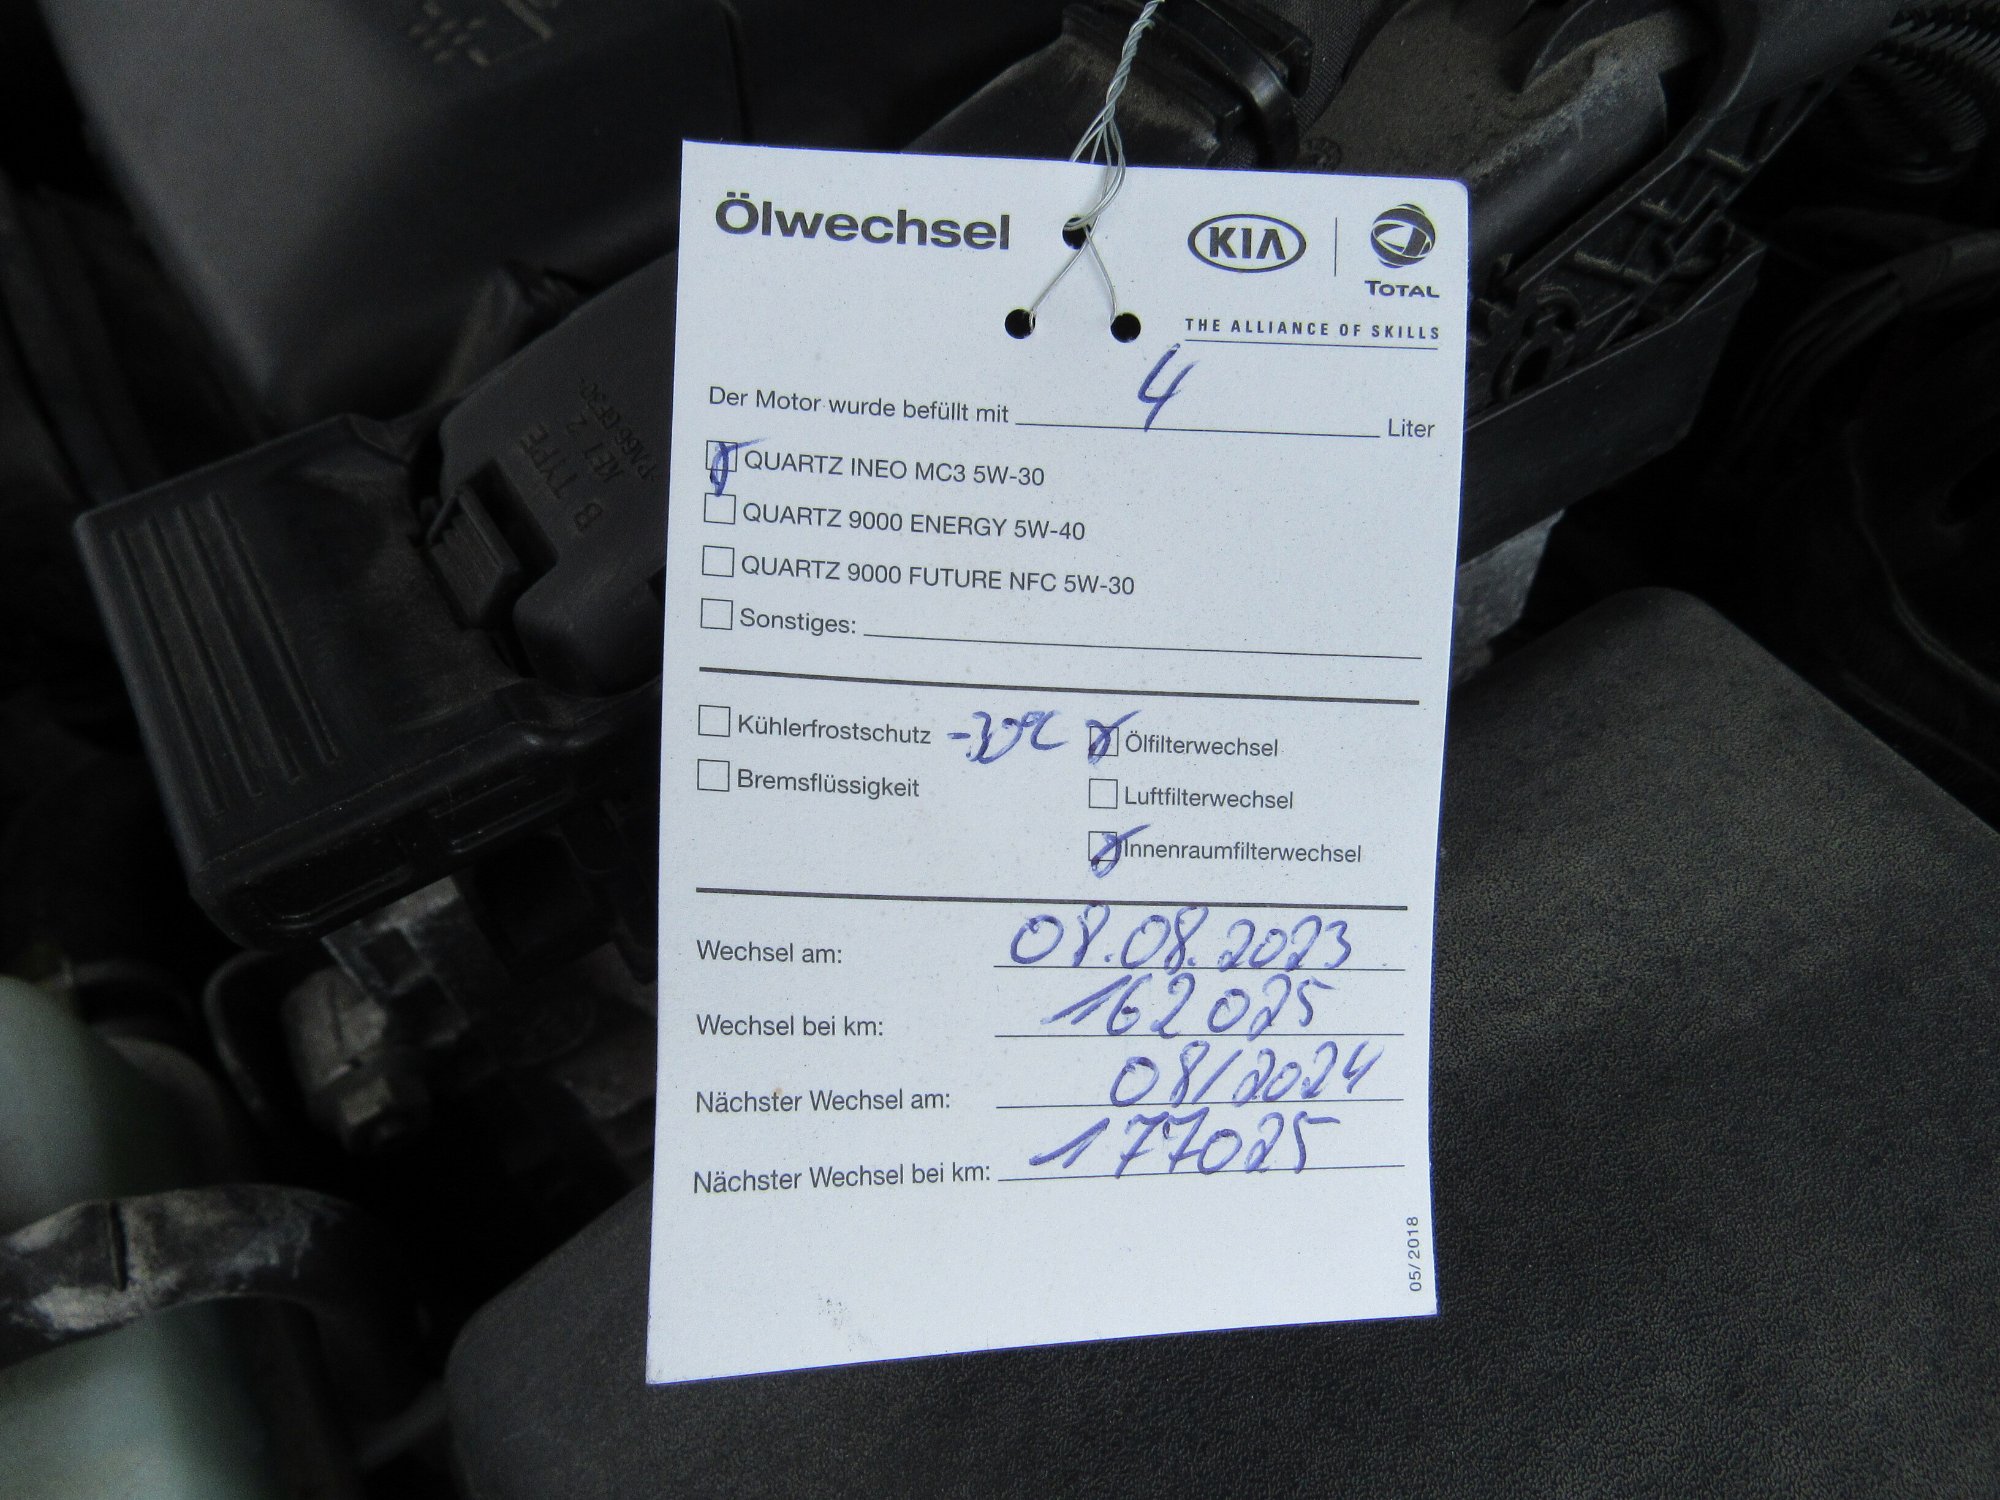 Ölwechsel
KIA
TOTAL
THE ALLIANCE OF SKILLS
Der Motor wurde befüllt mit 4 Liter
QUARTZ INEO MC3 5W-30
QUARTZ 9000 ENERGY 5W-40
QUARTZ 9000 FUTURE NFC 5W-30
Sonstiges:
Kühlerfrostschutz -30°C Ölfilterwechsel
Bremsflüssigkeit Luftfilterwechsel
Innenraumfilterwechsel
Wechsel am: 08.08.2023
Wechsel bei km: 162025
Nächster Wechsel am: 08/2024
Nächster Wechsel bei km: 177025
05/2018
B TYPE